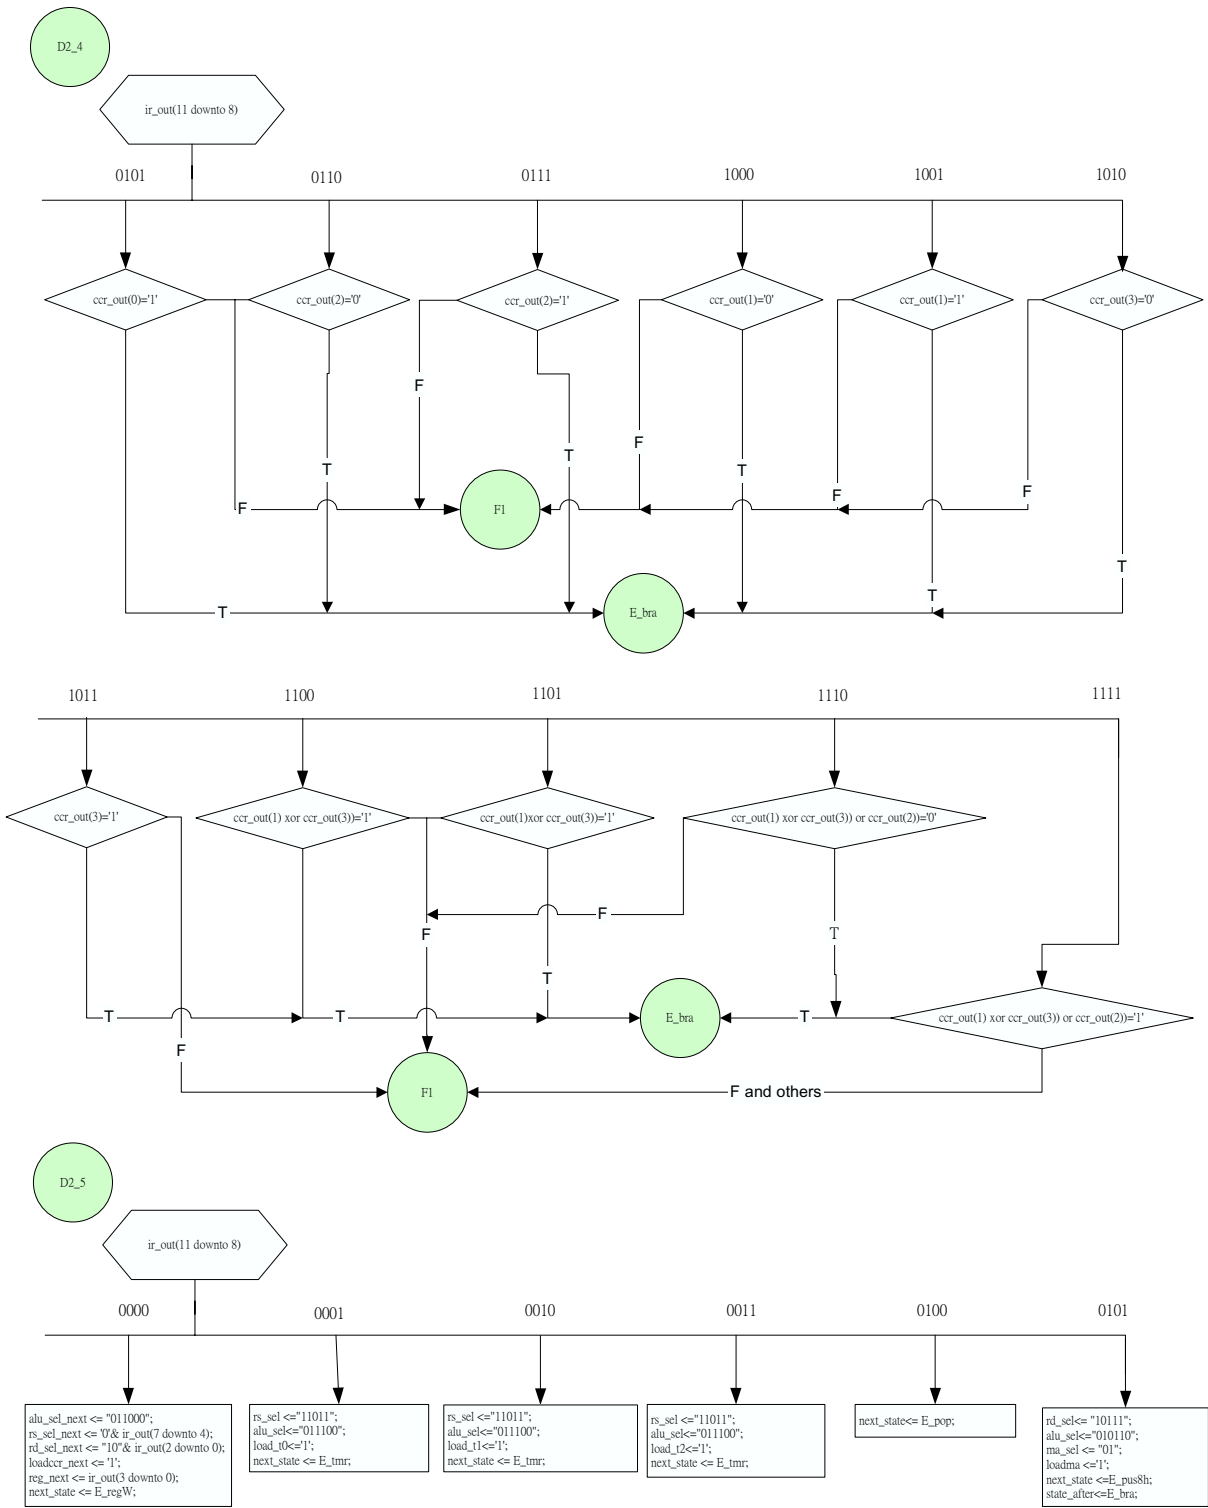 D2_4
ir_out(11 downto 8)
0101
0110
0111
1000
1001
1010
ccr_out(0)='1'
ccr_out(2)='0'
ccr_out(2)='1'
ccr_out(1)='0'
ccr_out(1)='1'
ccr_out(3)='0'
F
F
T
T
T
F
F
F
F1
F
T
E_bra
T
T
1011
1100
1101
1110
1111
ccr_out(3)='1'
ccr_out(1) xor ccr_out(3))='1'
ccr_out(1)xor ccr_out(3))='1'
ccr_out(1) xor ccr_out(3)) or ccr_out(2))='0'
F
F
T
T
T
T
E_bra
T
ccr_out(1) xor ccr_out(3)) or ccr_out(2))='1'
F
F1
F and others
D2_5
ir_out(11 downto 8)
0000
0001
0010
0011
0100
0101
alu_sel_next <= "011000";
rs_sel_next <= '0'& ir_out(7 downto 4);
rd_sel_next <= "10"& ir_out(2 downto 0);
loadccr_next <= '1';
reg_next <= ir_out(3 downto 0);
next_state <= E_regW;
rs_sel <="11011";
alu_sel<="011100";
load_t0<='1';
next_state <= E_tmr;
rs_sel <="11011";
alu_sel<="011100";
load_t1<='1';
next_state <= E_tmr;
rs_sel <="11011";
alu_sel<="011100";
load_t2<='1';
next_state <= E_tmr;
next_state<= E_pop;
rd_sel<= "10111";
alu_sel<="010110";
ma_sel <= "01";
loadma <='1';
next_state <=E_pus8h;
state_after<=E_bra;